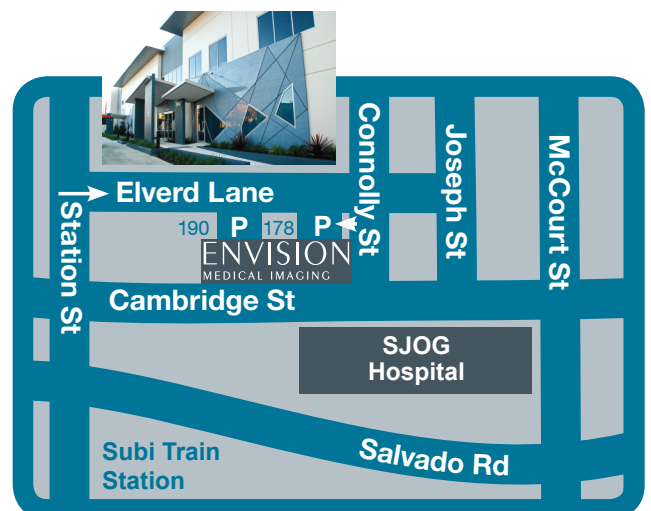 Elverd Lane
Station St
190 P 178 P
Connolly St
Joseph St
McCourt St
ENVISION
MEDICAL IMAGING
Cambridge St
SJOG
Hospital
Salvado Rd
Subi Train
Station